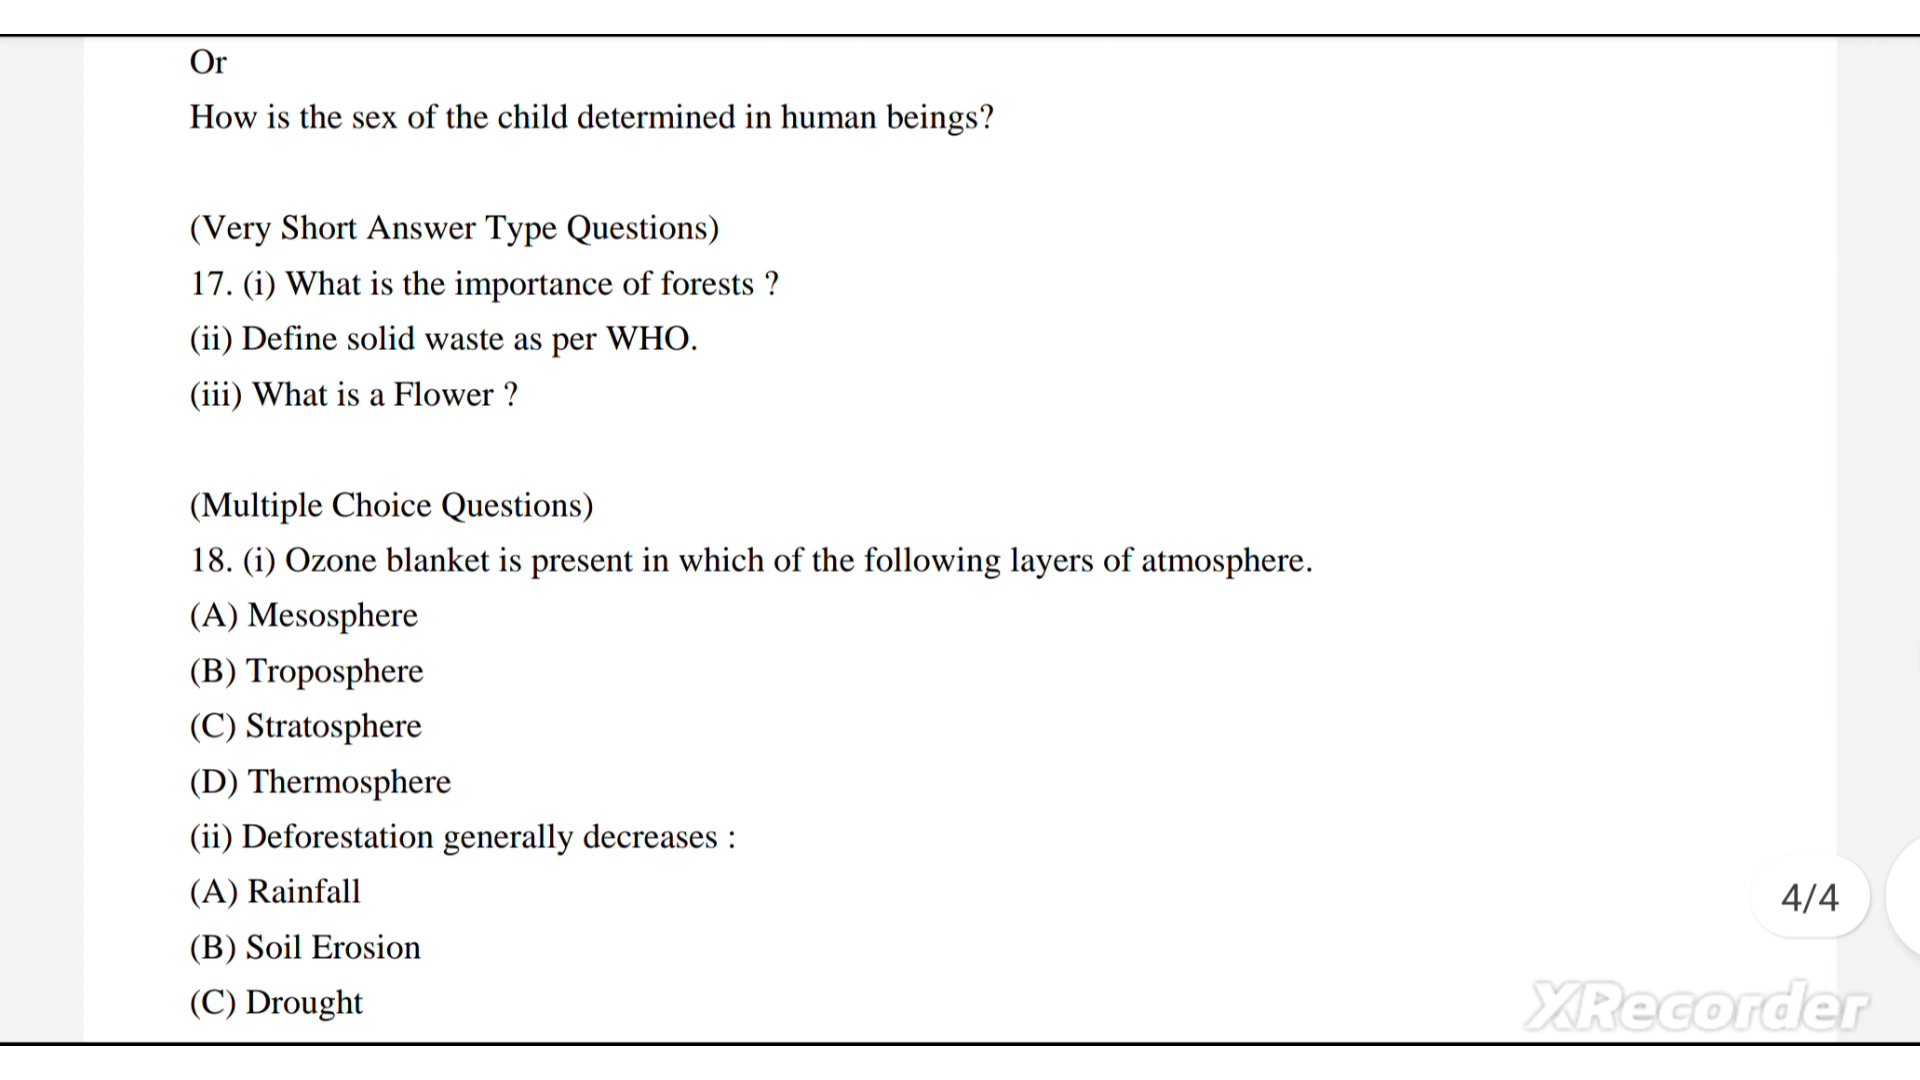 Or
How is the sex of the child determined in human beings?
(Very Short Answer Type Questions)
17. (i) What is the importance of forests ?
(ii) Define solid waste as per WHO.
(iii) What is a Flower ?
(Multiple Choice Questions)
18. (i) Ozone blanket is present in which of the following layers of atmosphere.
(A) Mesosphere
(B) Troposphere
(C) Stratosphere
(D) Thermosphere
(ii) Deforestation generally decreases :
(A) Rainfall
(B) Soil Erosion
(C) Drought
4/4
XRecorder